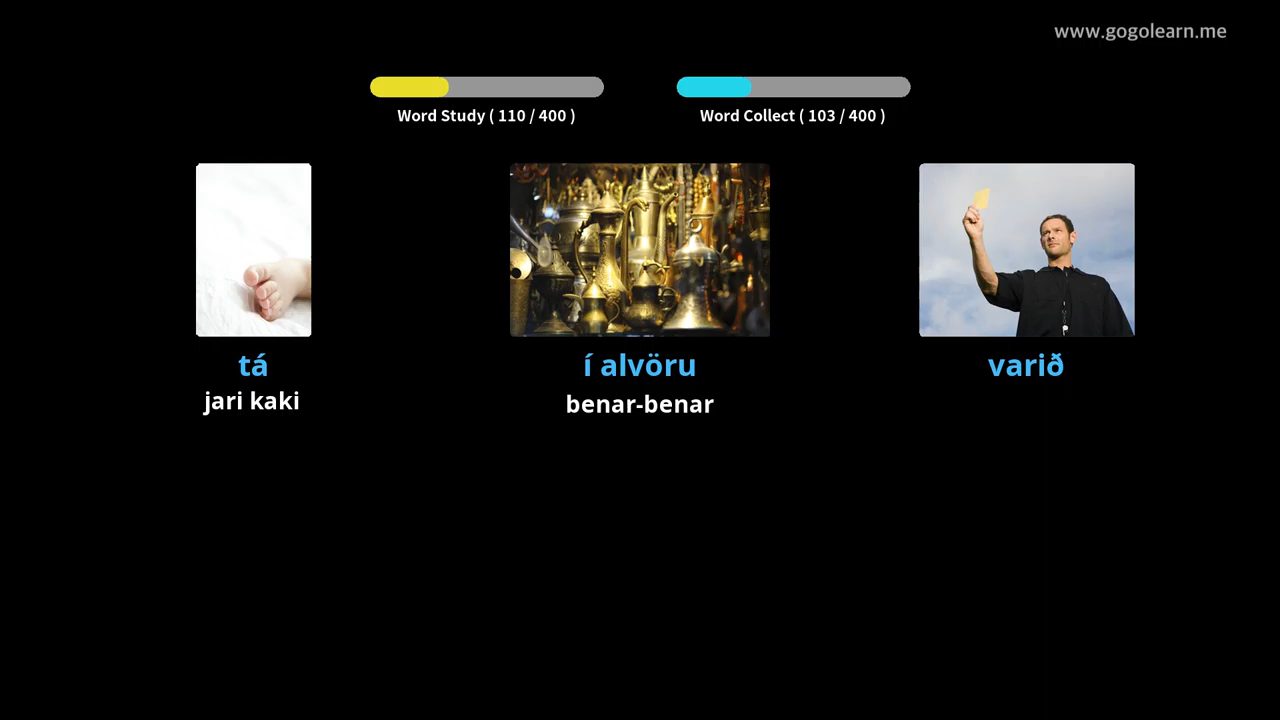 www.gogolearn.me
Word Study ( 110 / 400 )
Word Collect ( 103 / 400 )
tá
jari kaki
í alvöru
benar-benar
varið